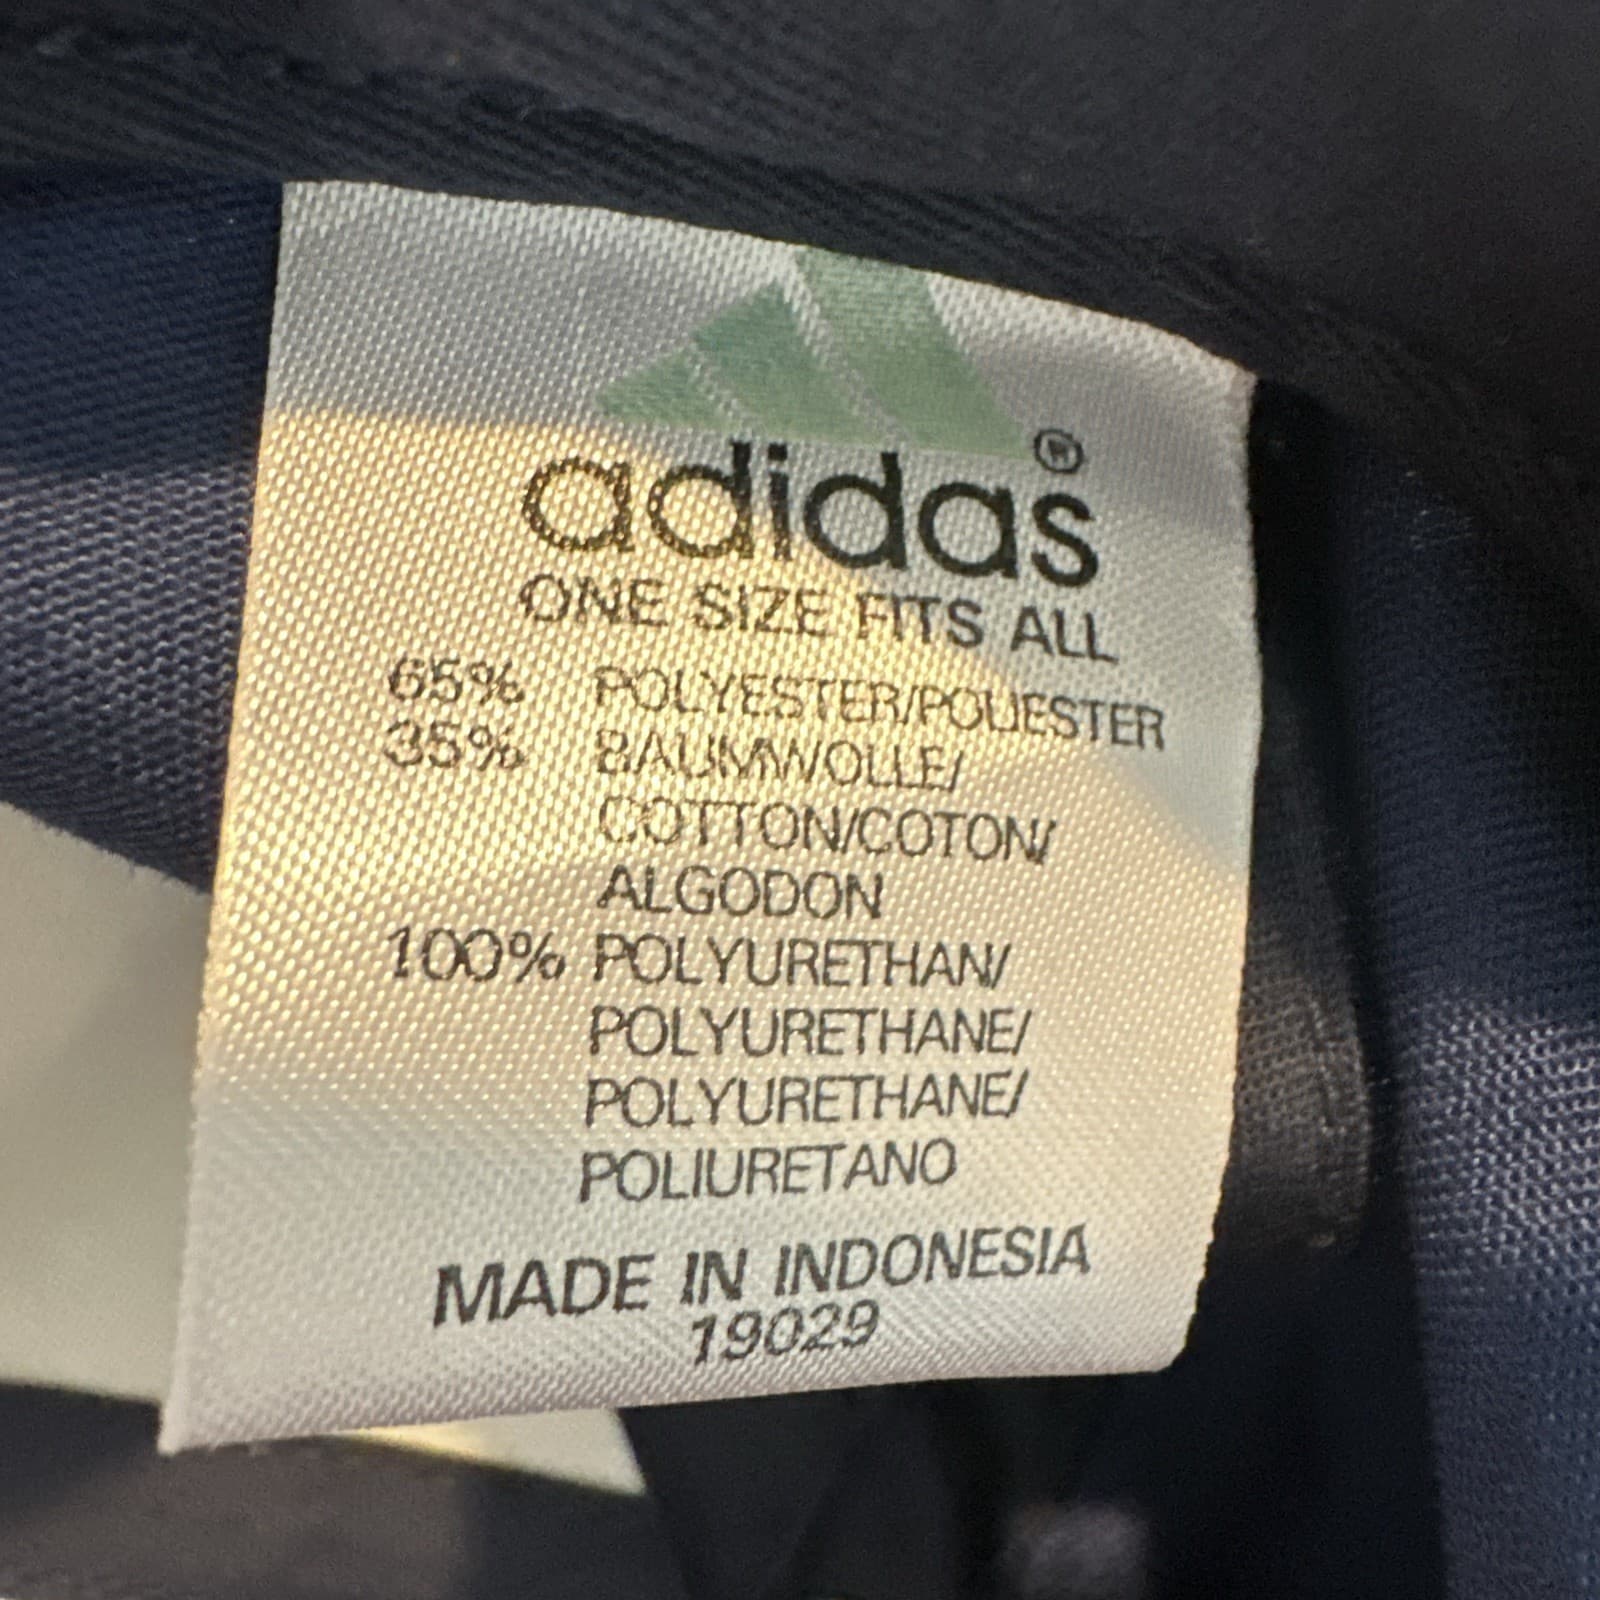 adidas®
ONE SIZE FITS ALL
65% POLYESTER/POLIESTER
35% BAUMWOLLE/
COTTON/COTON/
ALGODON
100% POLYURETHAN/
POLYURETHANE/
POLYURETHANE/
POLIURETANO
MADE IN INDONESIA
19029